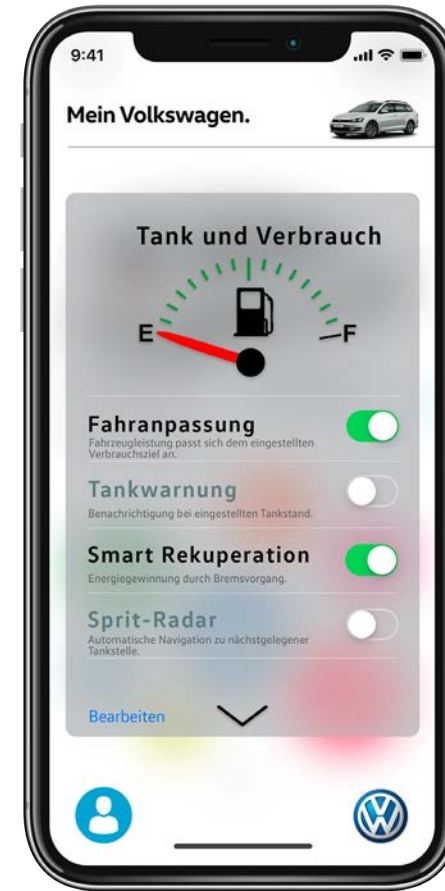 9:41
Mein Volkswagen.
Tank und Verbrauch
E
F
Fahranpassung
Fahrzeugleistung passt sich dem eingestellten
Verbrauchsziel an.
Tankwarnung
Benachrichtigung bei eingestellten Tankstand.
Smart Rekuperation
Energiegewinnung durch Bremsvorgang.
Sprit-Radar
Automatische Navigation zu nächstgelegener
Tankstelle.
Bearbeiten
VW